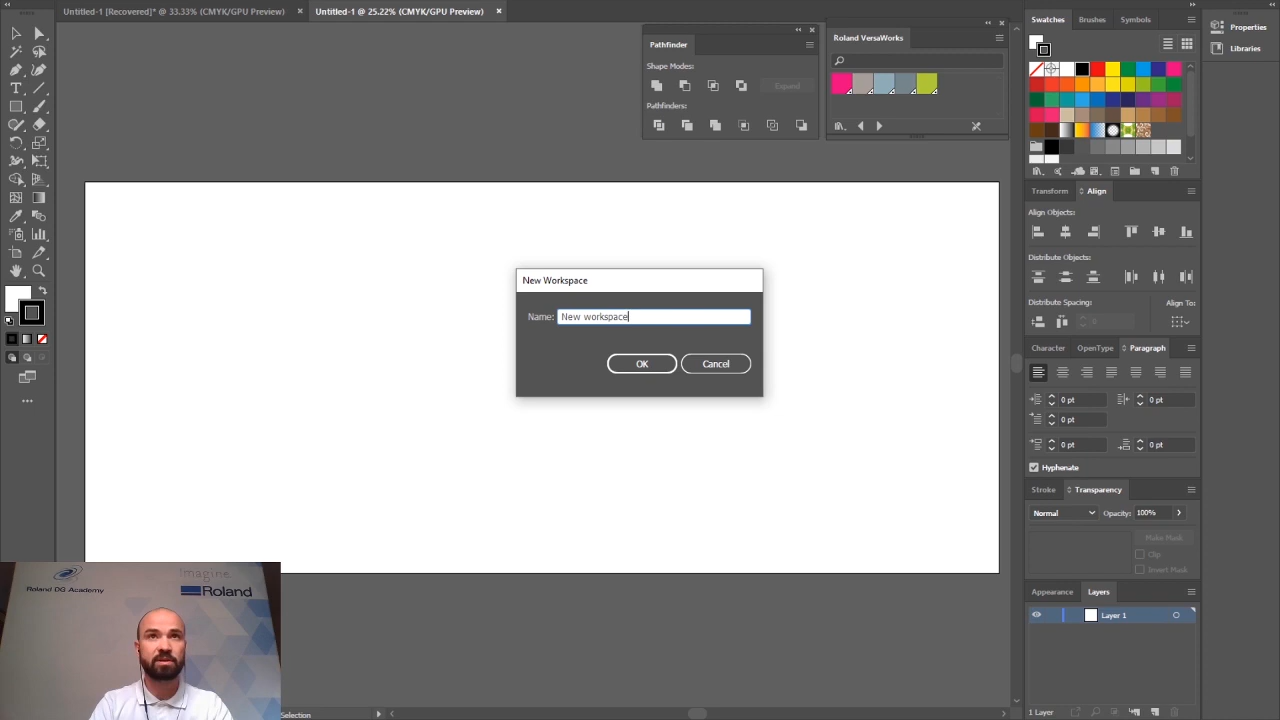 Untitled-1 [Recovered]* @ 33.33% (CMYK/GPU Preview)
Untitled-1 @ 25.22% (CMYK/GPU Preview)
Pathfinder
Shape Modes:
Expand
Pathfinders:
Roland VersaWorks
Swatches
Brushes
Symbols
Properties
Libraries
Transform
Align
Align Objects:
Distribute Objects:
Distribute Spacing:
Align To:
0
New Workspace
Name:
New workspace
OK
Cancel
Character
OpenType
Paragraph
0 pt
0 pt
0 pt
0 pt
0 pt
Hyphenate
Stroke
Transparency
Normal
Opacity:
100%
Make Mask
Clip
Invert Mask
Appearance
Layers
Layer 1
1 Layer
Selection
Roland DG Academy
Imagine.
Roland